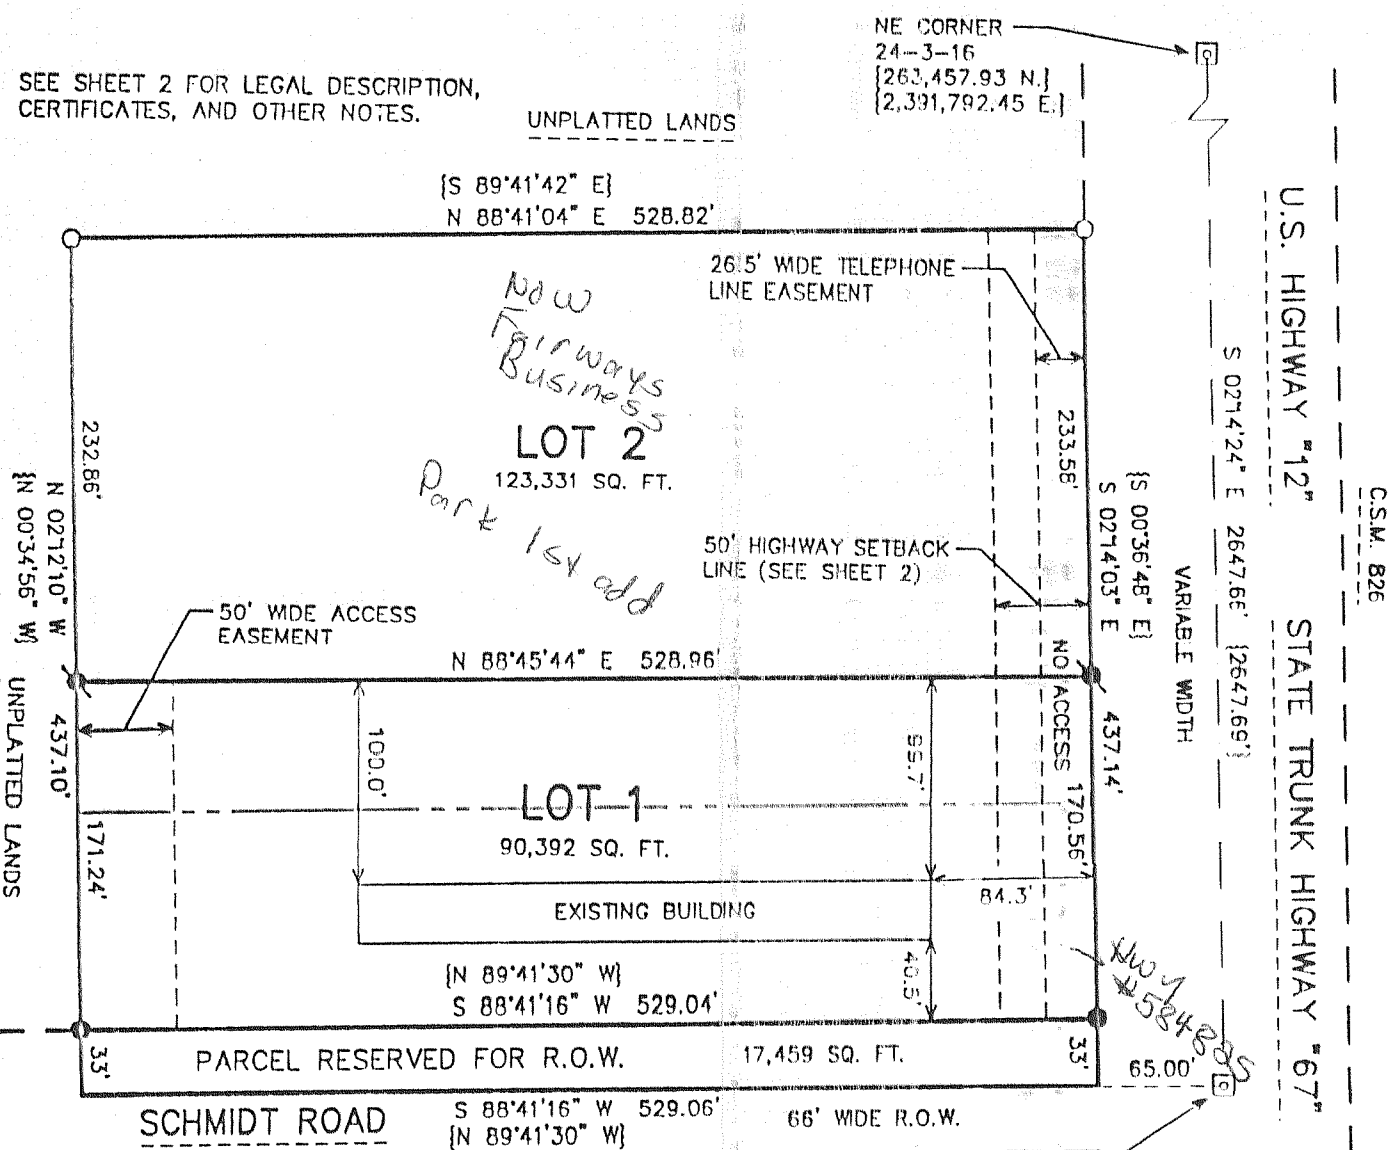 NE CORNER
24-3-16
{263,457.93 N.}
{2,391,792.45 E.}
SEE SHEET 2 FOR LEGAL DESCRIPTION,
CERTIFICATES, AND OTHER NOTES.
UNPLATTED LANDS
{S 89°41'42" E}
N 88°41'04" E 528.82'
26.5' WIDE TELEPHONE
LINE EASEMENT
Now
Fairways
Business
LOT 2
123,331 SQ. FT.
Park 1st add
50' HIGHWAY SETBACK
LINE (SEE SHEET 2)
232.86'
233.58'
{S 00°36'48" E}
S 02°14'03" E
437.14'
S 02°14'24" E 2647.66' {2647.69'}
VARIABLE WIDTH
U.S. HIGHWAY "12"
STATE TRUNK HIGHWAY "67"
C.S.M. 826
N 02°12'10" W
437.10'
{N 00°34'56" W}
UNPLATTED LANDS
50' WIDE ACCESS
EASEMENT
N 88°45'44" E 528.96'
NO ACCESS
170.56'
100.0'
99.7'
LOT 1
90,392 SQ. FT.
171.24'
84.3'
EXISTING BUILDING
40.5'
{N 89°41'30" W}
S 88°41'16" W 529.04'
Hwy
33'
PARCEL RESERVED FOR R.O.W. 17,459 SQ. FT.
33'
65.00'
SCHMIDT ROAD
S 88°41'16" W 529.06'
{N 89°41'30" W}
66' WIDE R.O.W.